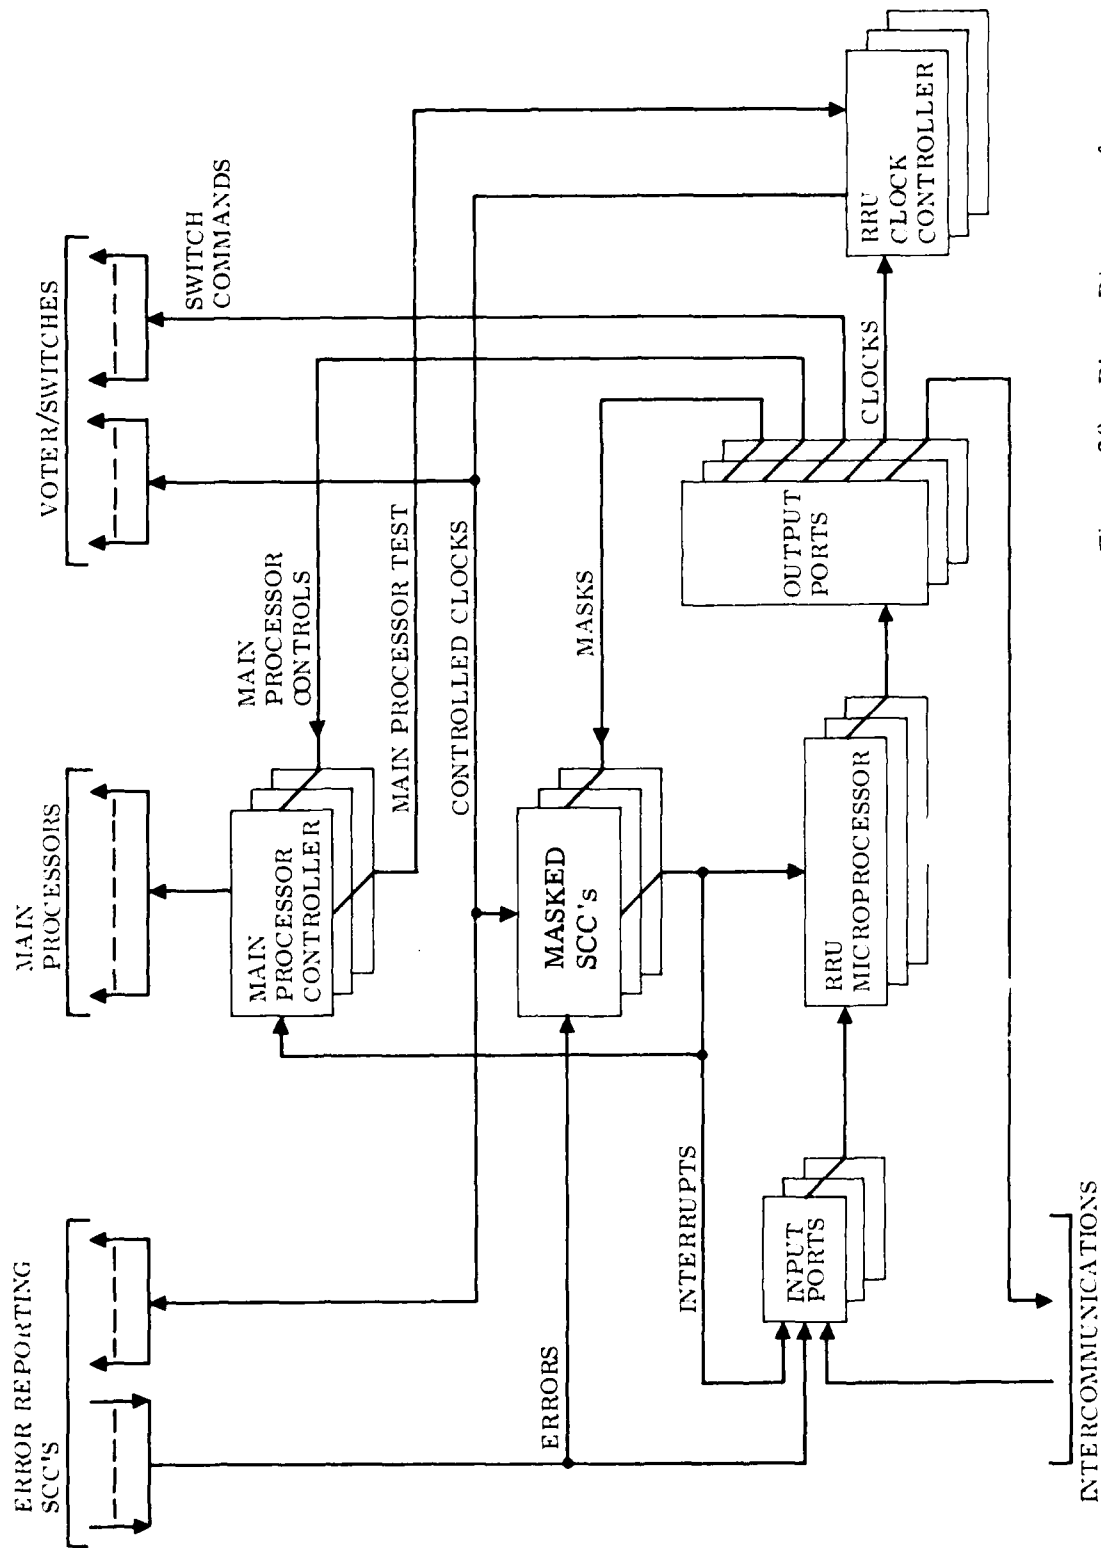 ERROR REPORTING
SCC'S
MAIN
PROCESSORS
VOTER/SWITCHES
SWITCH
COMMANDS
MAIN
PROCESSOR
CONTROLS
MAIN
PROCESSOR
CONTROLLER
MAIN PROCESSOR TEST
CONTROLLED CLOCKS
ERRORS
MASKED
SCC's
MASKS
INTERRUPTS
INPUT
PORTS
RRU
MICROPROCESSOR
OUTPUT
PORTS
CLOCKS
RRU
CLOCK
CONTROLLER
INTERCOMMUNICATIONS